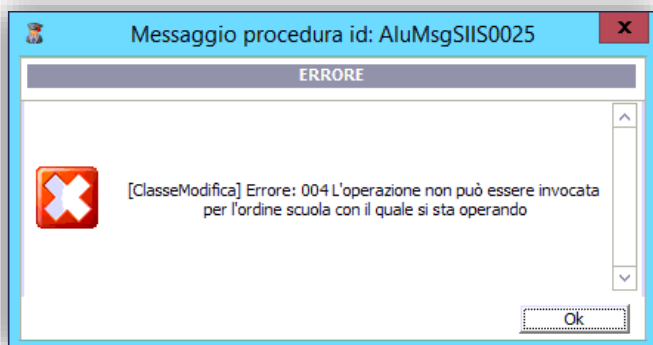 Messaggio procedura id: AluMsgSIIS0025
x
ERRORE
[ClasseModifica] Errore: 004 L'operazione non può essere invocata
per l'ordine scuola con il quale si sta operando
Ok